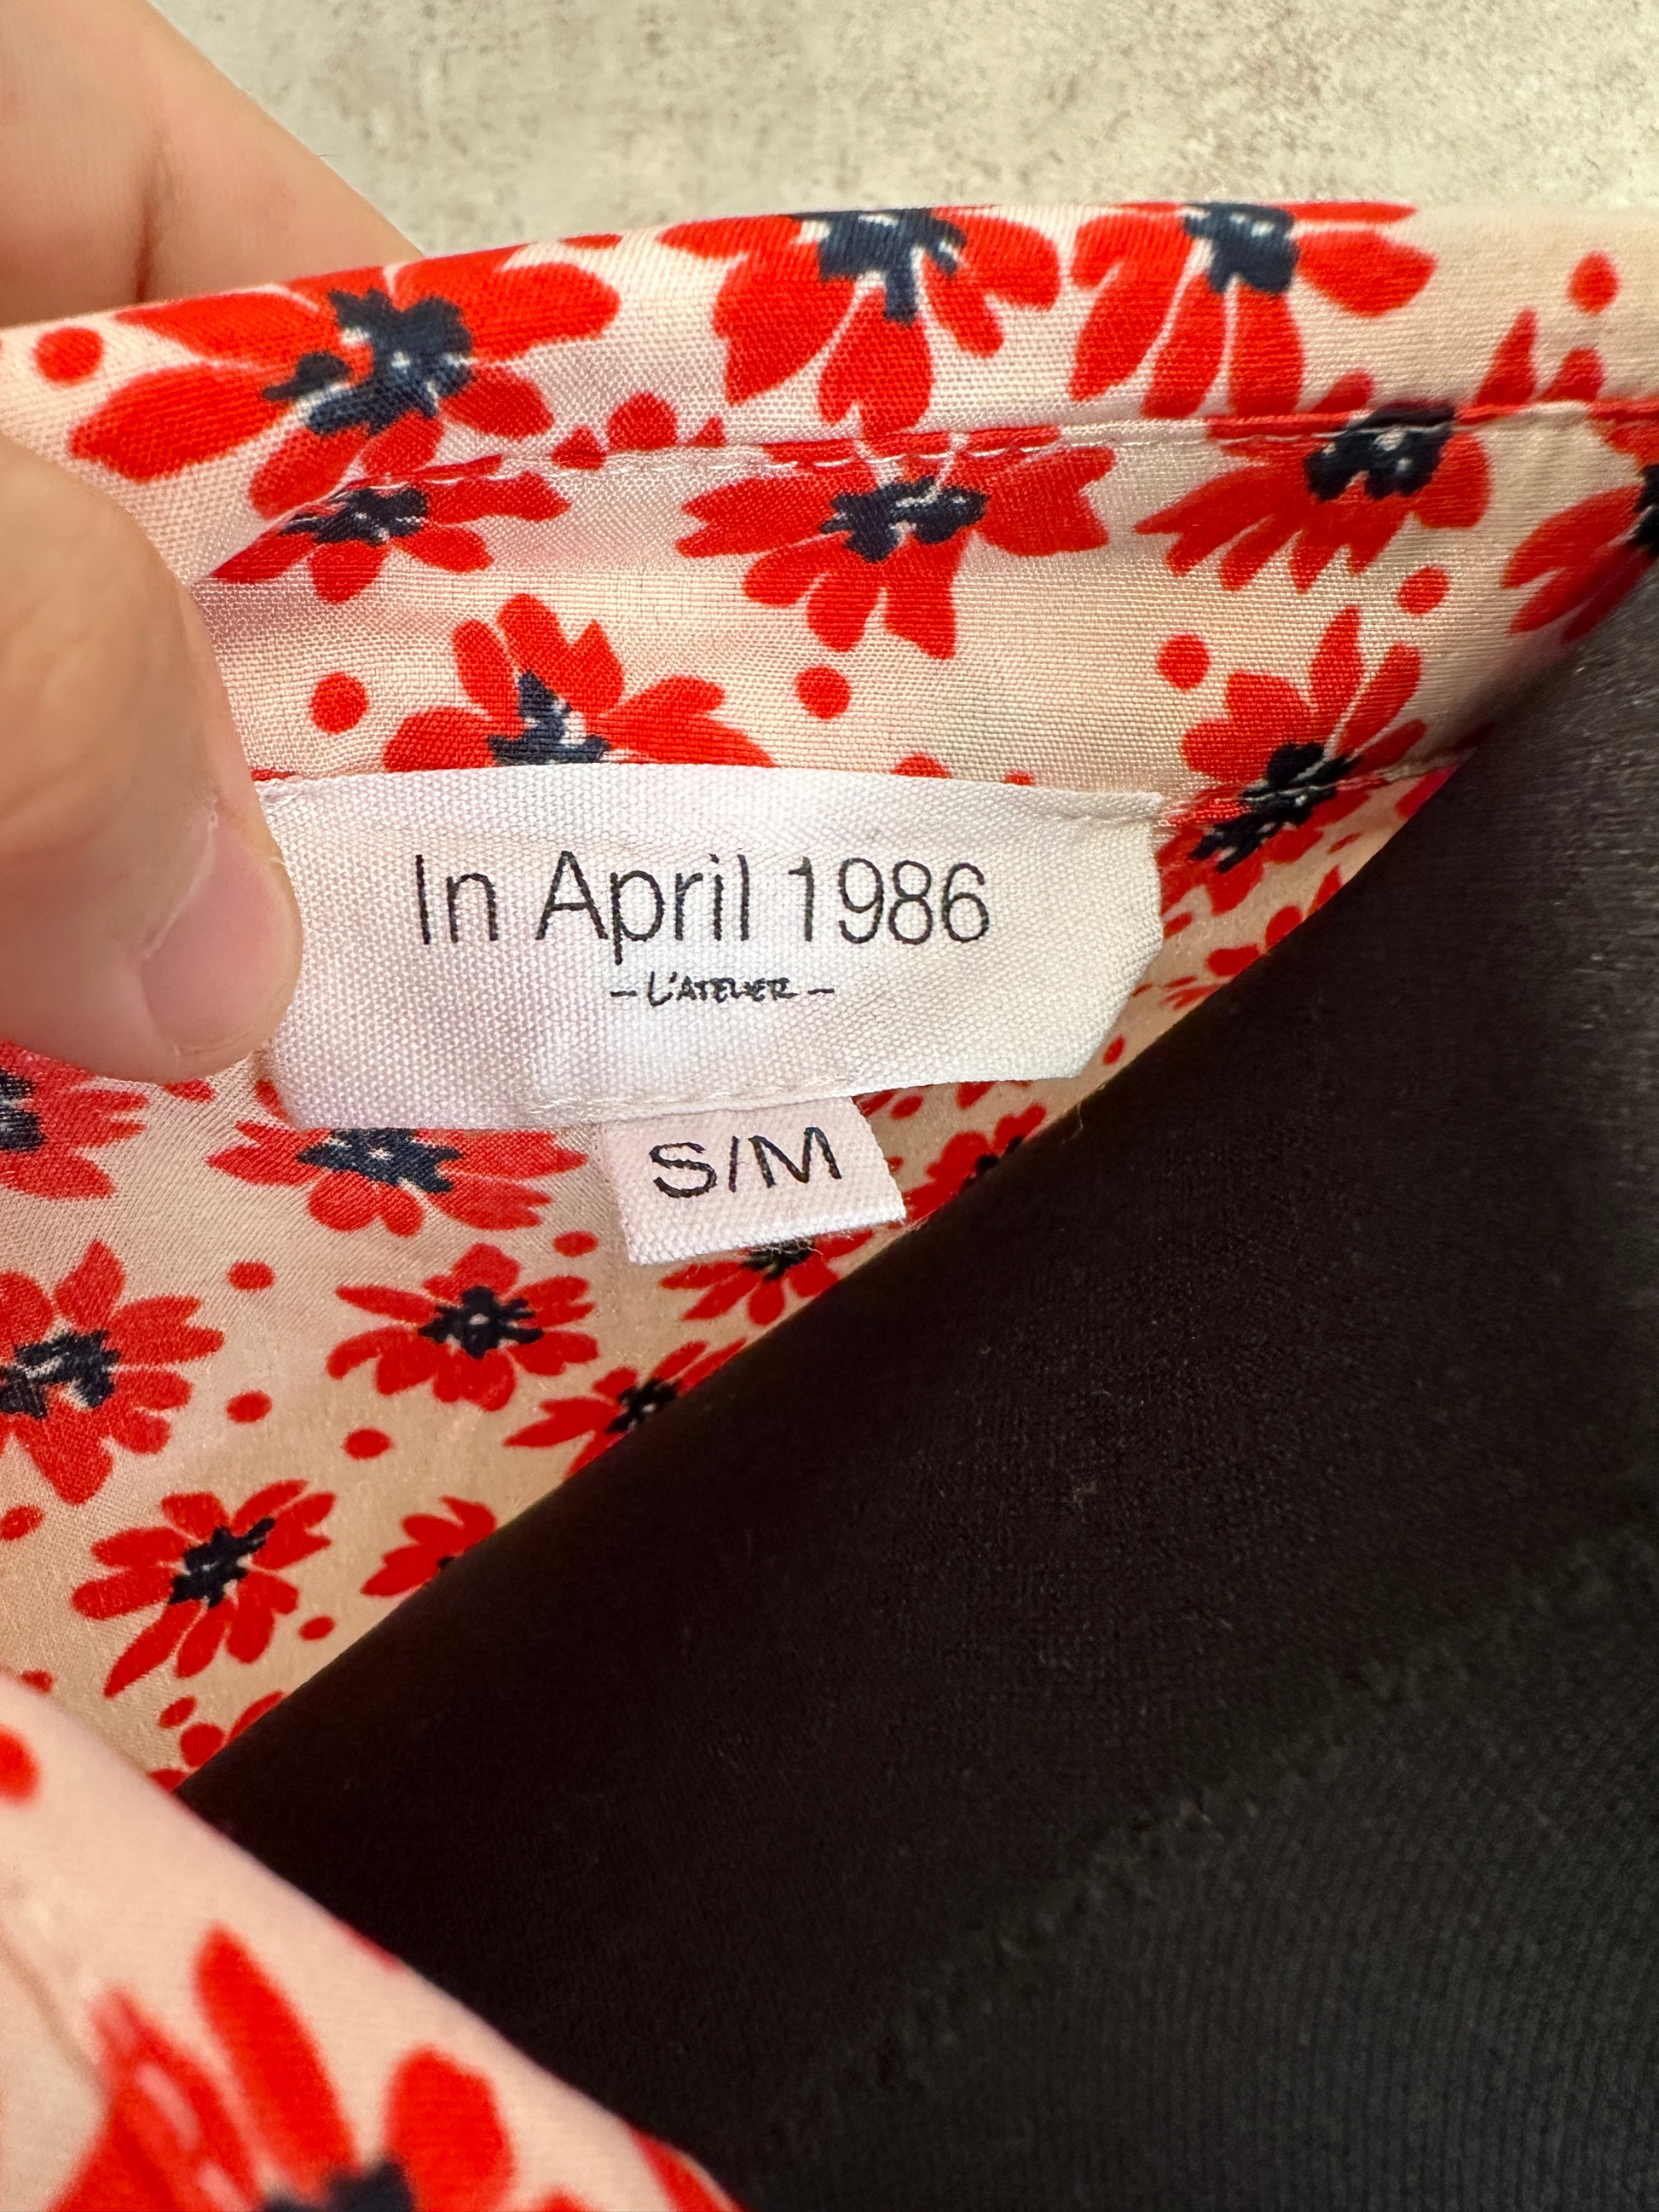 In April 1986
- L'ATELIER -
S/M